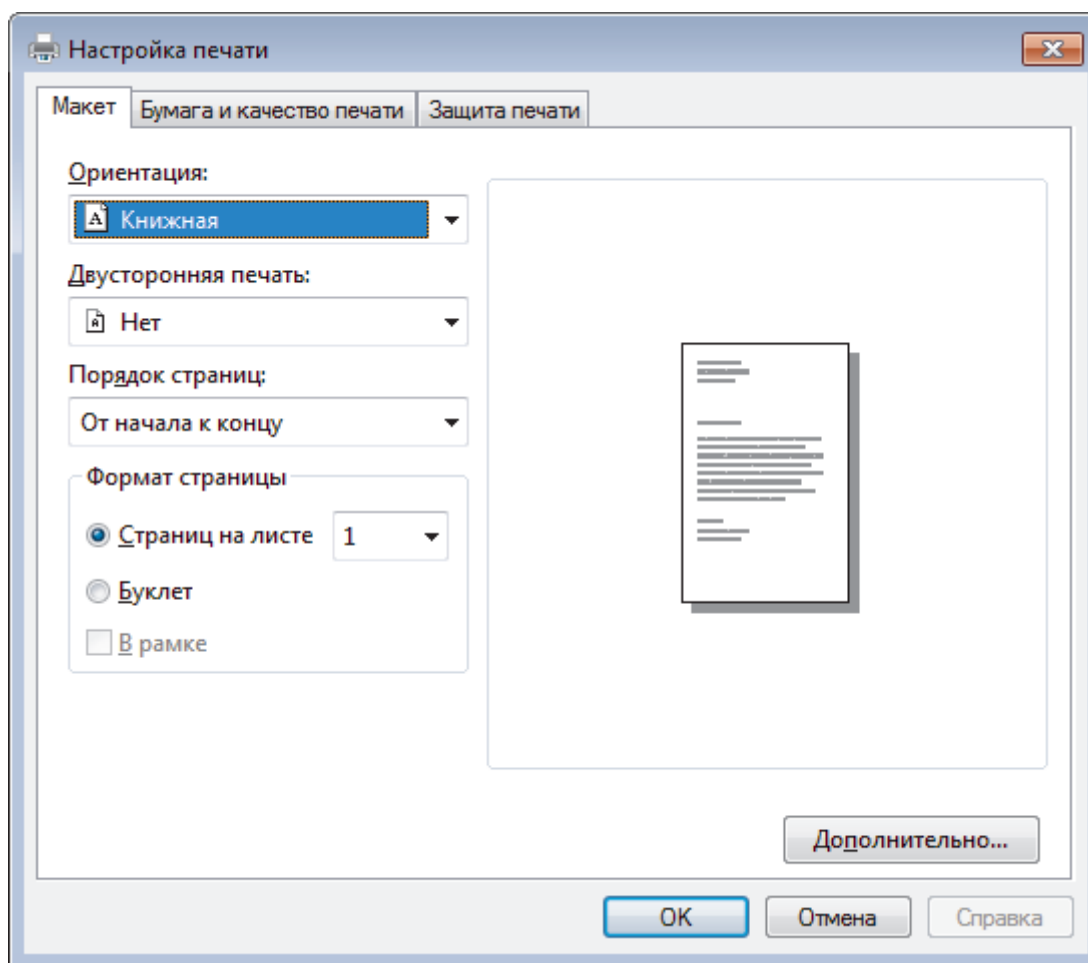 Настройка печати
Макет Бумага и качество печати Защита печати
Ориентация:
A Книжная
Двусторонняя печать:
A Нет
Порядок страниц:
От начала к концу
Формат страницы
Страниц на листе 1
Буклет
В рамке
Дополнительно...
OK Отмена Справка